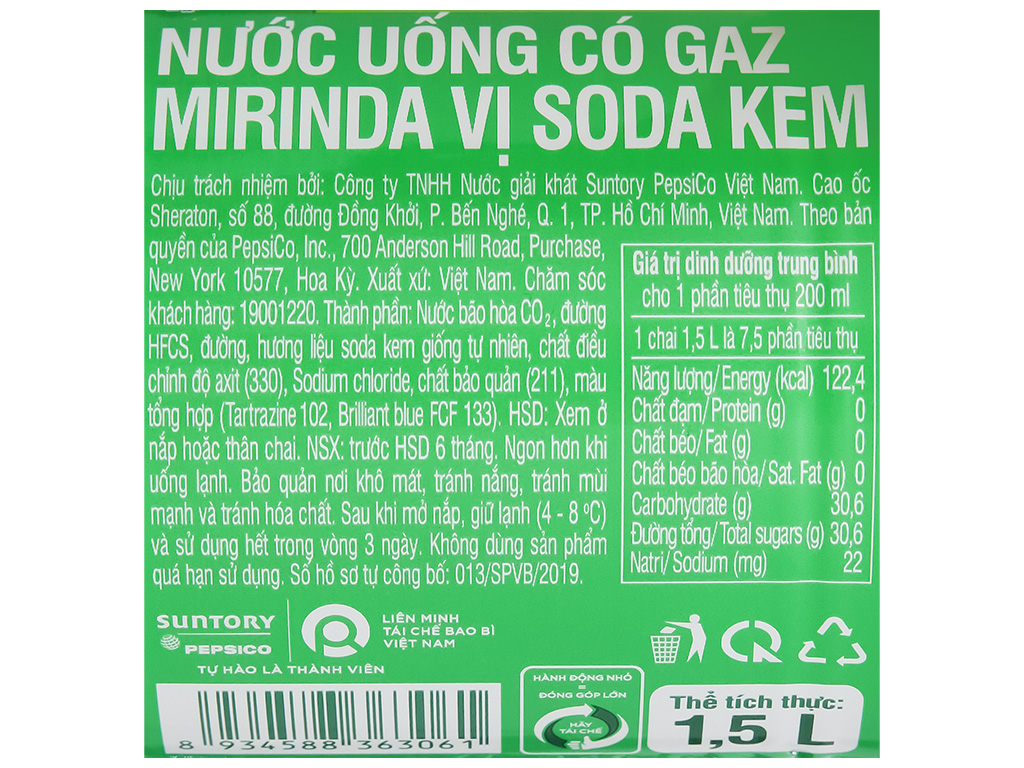 NƯỚC UỐNG CÓ GAZ
MIRINDA VỊ SODA KEM
Chịu trách nhiệm bởi: Công ty TNHH Nước giải khát Suntory PepsiCo Việt Nam. Cao ốc
Sheraton, số 88, đường Đồng Khởi, P. Bến Nghé, Q. 1, TP. Hồ Chí Minh, Việt Nam. Theo bản
quyền của PepsiCo, Inc., 700 Anderson Hill Road, Purchase,
New York 10577, Hoa Kỳ. Xuất xứ: Việt Nam. Chăm sóc
khách hàng: 19001220. Thành phần: Nước bão hòa CO₂, đường
HFCS, đường, hương liệu soda kem giống tự nhiên, chất điều
chỉnh độ axit (330), Sodium chloride, chất bảo quản (211), màu
tổng hợp (Tartrazine 102, Brilliant blue FCF 133). HSD: Xem ở
nắp hoặc thân chai. NSX: trước HSD 6 tháng. Ngon hơn khi
uống lạnh. Bảo quản nơi khô mát, tránh nắng, tránh mùi
mạnh và tránh hóa chất. Sau khi mở nắp, giữ lạnh (4 - 8 ºC)
và sử dụng hết trong vòng 3 ngày. Không dùng sản phẩm
quá hạn sử dụng. Số hồ sơ tự công bố: 013/SPVB/2019.
Giá trị dinh dưỡng trung bình
cho 1 phần tiêu thụ 200 ml
1 chai 1,5 L là 7,5 phần tiêu thụ
Năng lượng/ Energy (kcal) 122,4
Chất đạm/ Protein (g) 0
Chất béo/ Fat (g) 0
Chất béo bão hòa/ Sat. Fat (g) 0
Carbohydrate (g) 30,6
Đường tổng/ Total sugars (g) 30,6
Natri/ Sodium (mg) 22
SUNTORY
PEPSICO
LIÊN MINH
TÁI CHẾ BAO BÌ
VIỆT NAM
TỰ HÀO LÀ THÀNH VIÊN
8 934588 363061
HÀNH ĐỘNG NHỎ
=
ĐÓNG GÓP LỚN
HÃY
TÁI CHẾ
Thể tích thực:
1,5 L